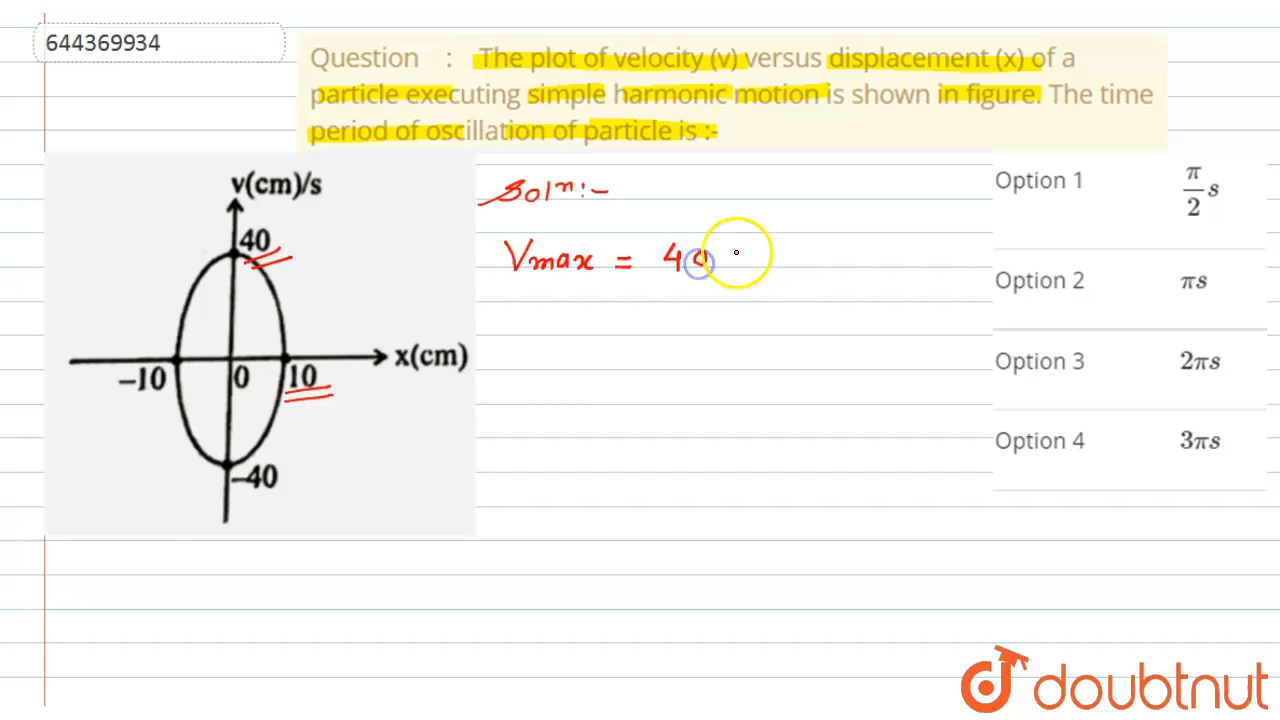 644369934
Question : The plot of velocity (v) versus displacement (x) of a
particle executing simple harmonic motion is shown in figure. The time
period of oscillation of particle is :-
v(cm)/s
40
x(cm)
-10
0
10
-40
Solⁿ:-
Vmax = 40
Option 1 π/2 s
Option 2 πs
Option 3 2πs
Option 4 3πs
doubtnut